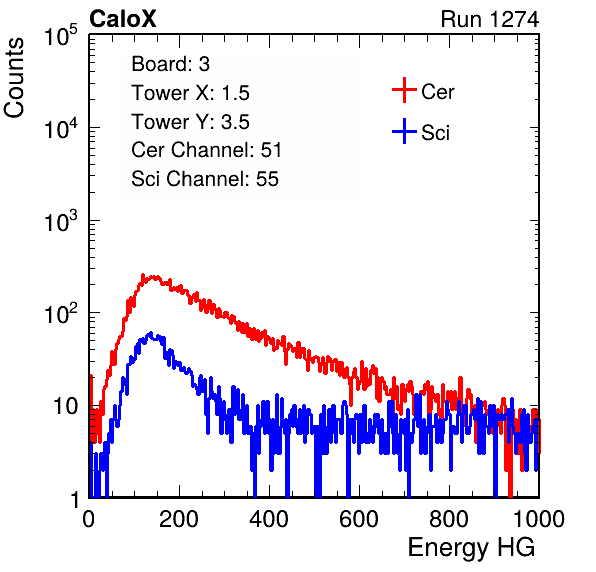 CaloX Run 1274
Counts
10^5
10^4
10^3
10^2
10
1
Board: 3
Tower X: 1.5
Tower Y: 3.5
Cer Channel: 51
Sci Channel: 55
Cer
Sci
0 200 400 600 800 1000
Energy HG